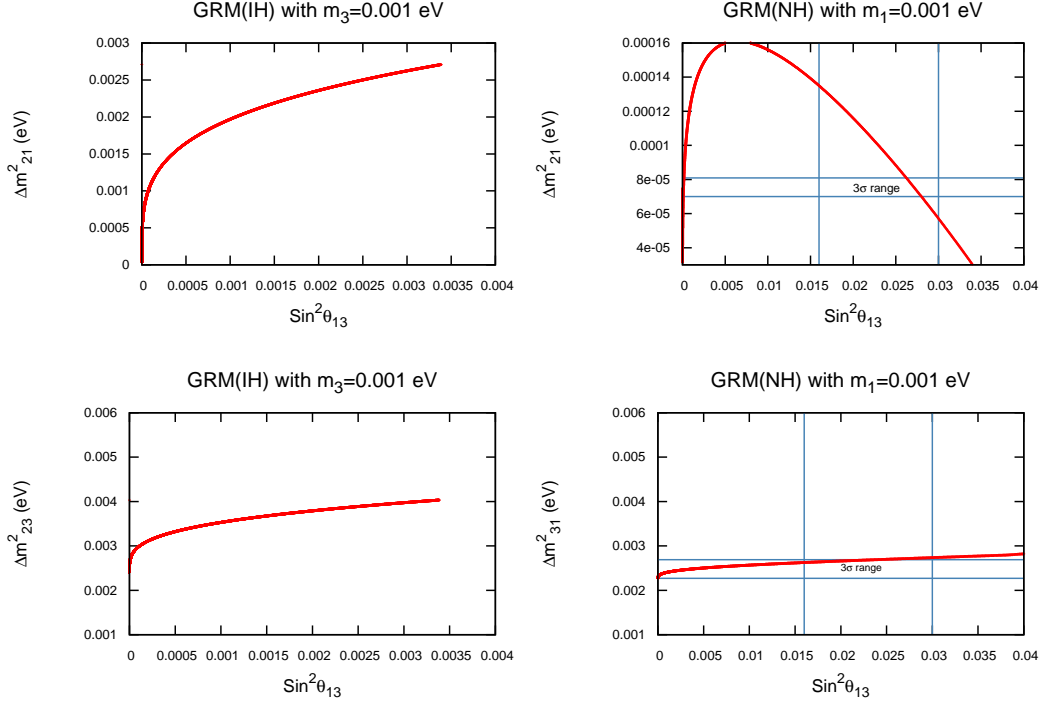 GRM(IH) with m₃=0.001 eV
Δm²₂₁ (eV)
0.003
0.0025
0.002
0.0015
0.001
0.0005
0
0 0.0005 0.001 0.0015 0.002 0.0025 0.003 0.0035 0.004
Sin²θ₁₃
GRM(NH) with m₁=0.001 eV
Δm²₂₁ (eV)
0.00016
0.00014
0.00012
0.0001
8e-05
6e-05
4e-05
3σ range
0 0.005 0.01 0.015 0.02 0.025 0.03 0.035 0.04
Sin²θ₁₃
GRM(IH) with m₃=0.001 eV
Δm²₂₃ (eV)
0.006
0.005
0.004
0.003
0.002
0.001
0 0.0005 0.001 0.0015 0.002 0.0025 0.003 0.0035 0.004
Sin²θ₁₃
GRM(NH) with m₁=0.001 eV
Δm²₃₁ (eV)
0.006
0.005
0.004
0.003
0.002
0.001
3σ range
0 0.005 0.01 0.015 0.02 0.025 0.03 0.035 0.04
Sin²θ₁₃